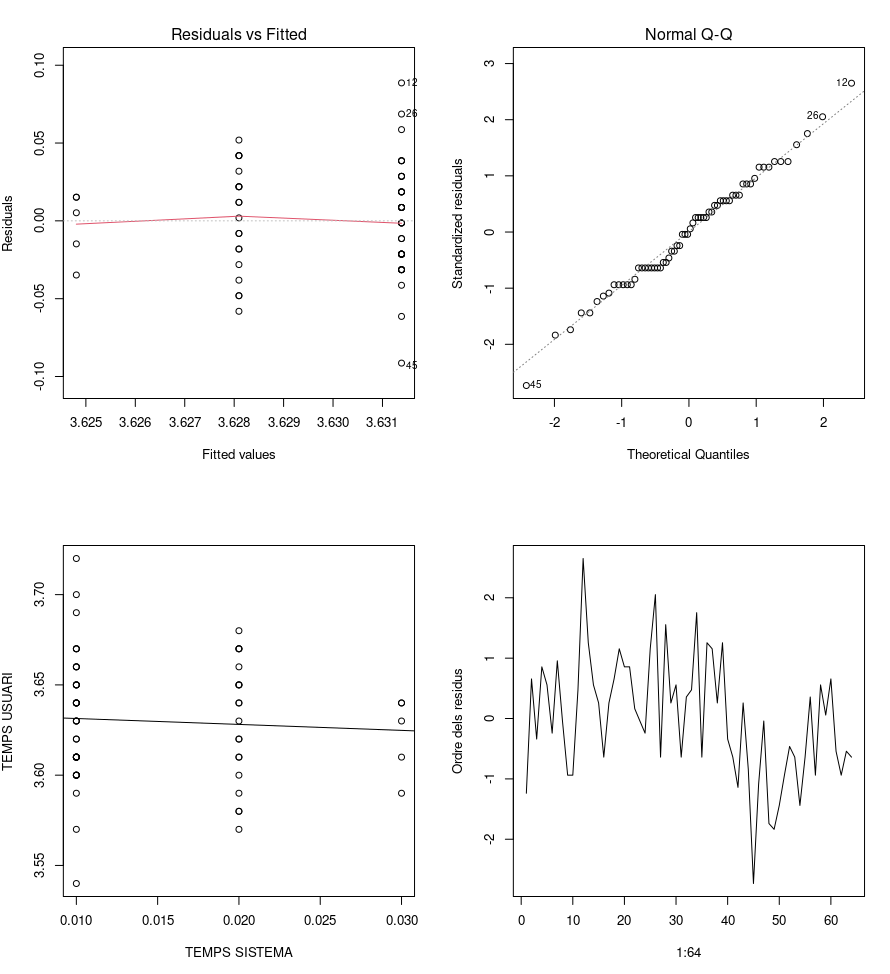 Residuals vs Fitted
Residuals
0.10
0.05
0.00
-0.05
-0.10
12
26
45
3.625 3.626 3.627 3.628 3.629 3.630 3.631
Fitted values
Normal Q-Q
Standardized residuals
3
2
1
0
-1
-2
12
26
45
-2 -1 0 1 2
Theoretical Quantiles
TEMPS USUARI
3.70
3.65
3.60
3.55
0.010 0.015 0.020 0.025 0.030
TEMPS SISTEMA
Ordre dels residus
2
1
0
-1
-2
0 10 20 30 40 50 60
1:64